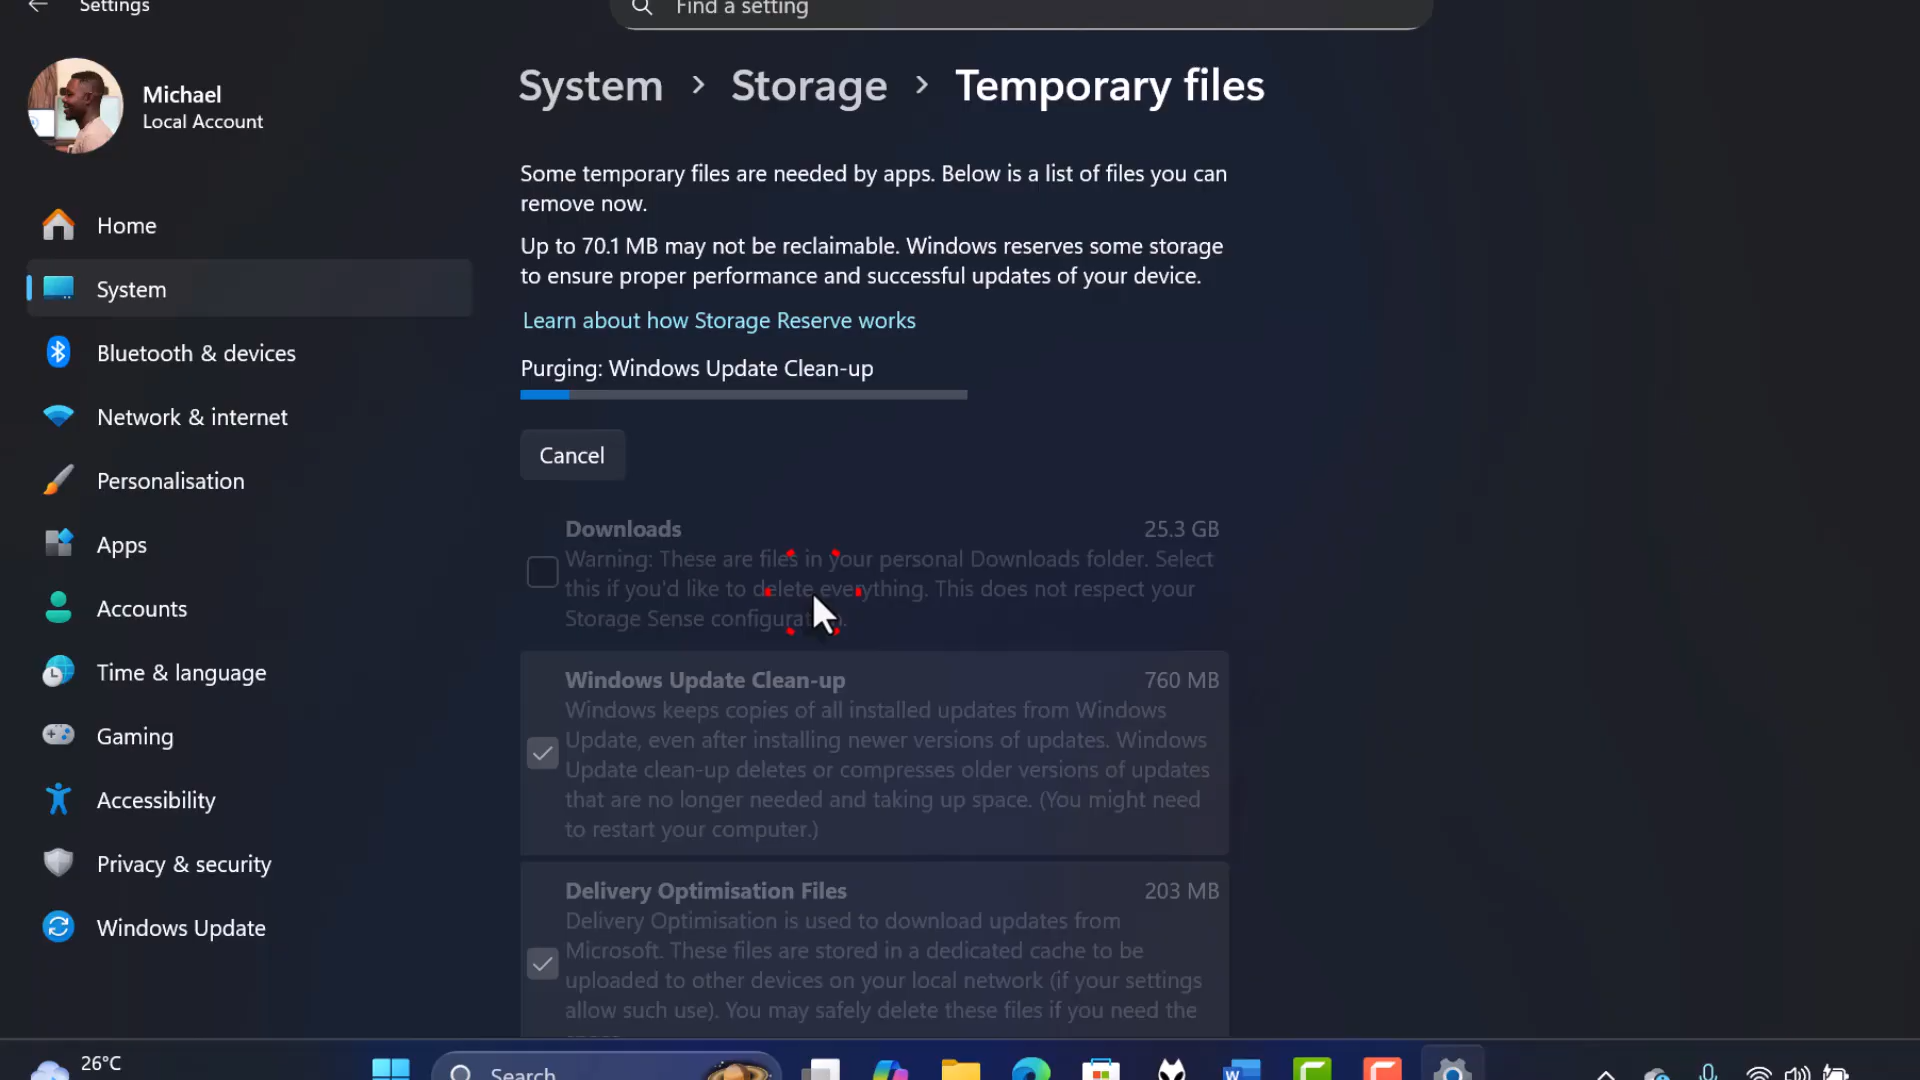 Settings
Find a setting
Michael
Local Account
System > Storage > Temporary files
Home
System
Bluetooth & devices
Network & internet
Personalisation
Apps
Accounts
Time & language
Gaming
Accessibility
Privacy & security
Windows Update
Some temporary files are needed by apps. Below is a list of files you can
remove now.
Up to 70.1 MB may not be reclaimable. Windows reserves some storage
to ensure proper performance and successful updates of your device.
Learn about how Storage Reserve works
Purging: Windows Update Clean-up
Cancel
Downloads 25.3 GB
Warning: These are files in your personal Downloads folder. Select
this if you'd like to delete everything. This does not respect your
Storage Sense configuration.
Windows Update Clean-up 760 MB
Windows keeps copies of all installed updates from Windows
Update, even after installing newer versions of updates. Windows
Update clean-up deletes or compresses older versions of updates
that are no longer needed and taking up space. (You might need
to restart your computer.)
Delivery Optimisation Files 203 MB
Delivery Optimisation is used to download updates from
Microsoft. These files are stored in a dedicated cache to be
uploaded to other devices on your local network (if your settings
allow such use). You may safely delete these files if you need the
26°C
Search